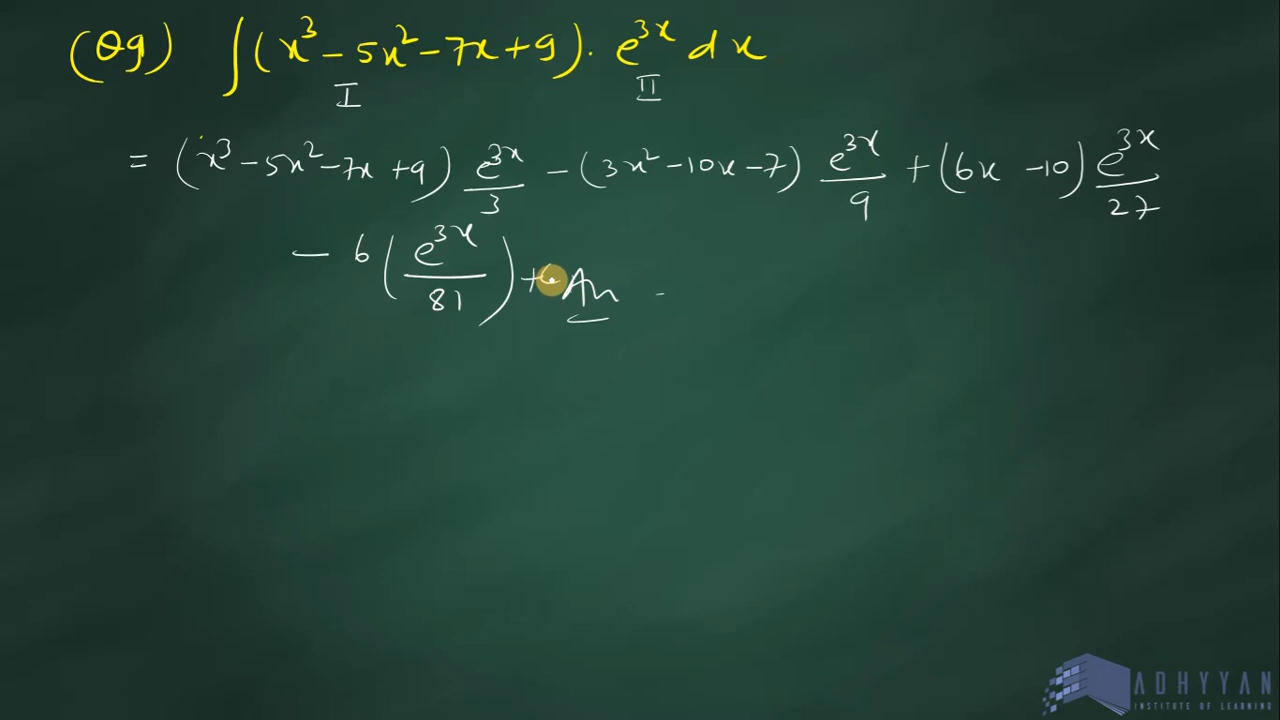 (Q9) ∫(x³ – 5x² – 7x + 9) · e³ˣ dx
I II
= (x³ – 5x² – 7x + 9) e³ˣ/3 – (3x² – 10x – 7) e³ˣ/9 + (6x – 10) e³ˣ/27
– 6 (e³ˣ/81) + c An
ADHYYAN
INSTITUTE OF LEARNING